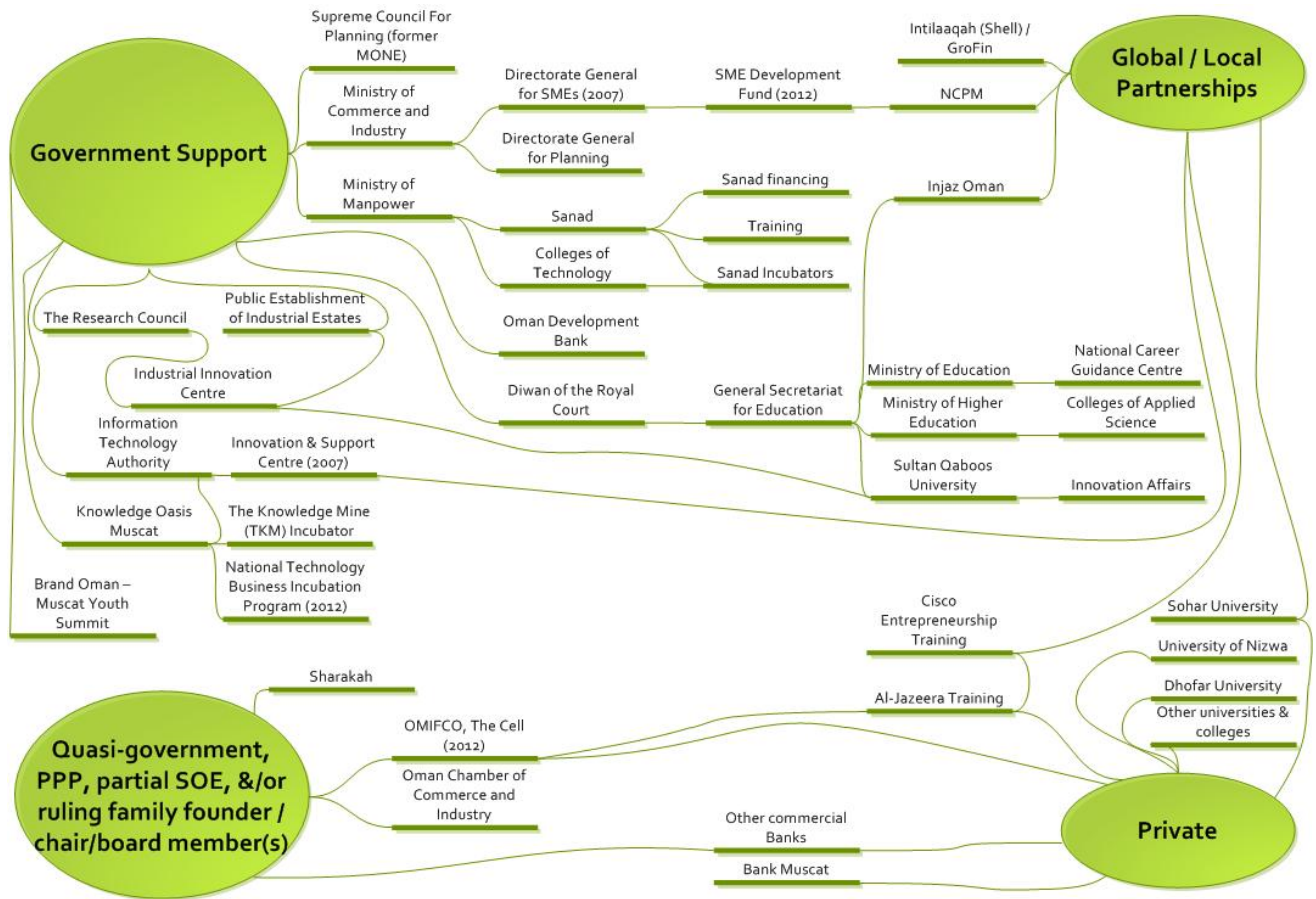 Supreme Council For
Planning (former
MONE)
Intilaaqah (Shell) /
GroFin
Global / Local
Partnerships
Ministry of
Commerce and
Industry
Directorate General
for SMEs (2007)
SME Development
Fund (2012)
NCPM
Government Support
Directorate General
for Planning
Ministry of
Manpower
Sanad financing
Injaz Oman
Sanad
Training
Colleges of
Technology
Sanad Incubators
The Research Council
Public Establishment
of Industrial Estates
Oman Development
Bank
Industrial Innovation
Centre
Diwan of the Royal
Court
General Secretariat
for Education
Ministry of Education
National Career
Guidance Centre
Ministry of Higher
Education
Colleges of Applied
Science
Information
Technology
Authority
Innovation & Support
Centre (2007)
Sultan Qaboos
University
Innovation Affairs
Knowledge Oasis
Muscat
The Knowledge Mine
(TKM) Incubator
National Technology
Business Incubation
Program (2012)
Brand Oman –
Muscat Youth
Summit
Cisco
Entrepreneurship
Training
Sohar University
University of Nizwa
Sharakah
Al-Jazeera Training
Dhofar University
Other universities &
colleges
OMIFCO, The Cell
(2012)
Quasi-government,
PPP, partial SOE, &/or
ruling family founder /
chair/board member(s)
Oman Chamber of
Commerce and
Industry
Other commercial
Banks
Bank Muscat
Private